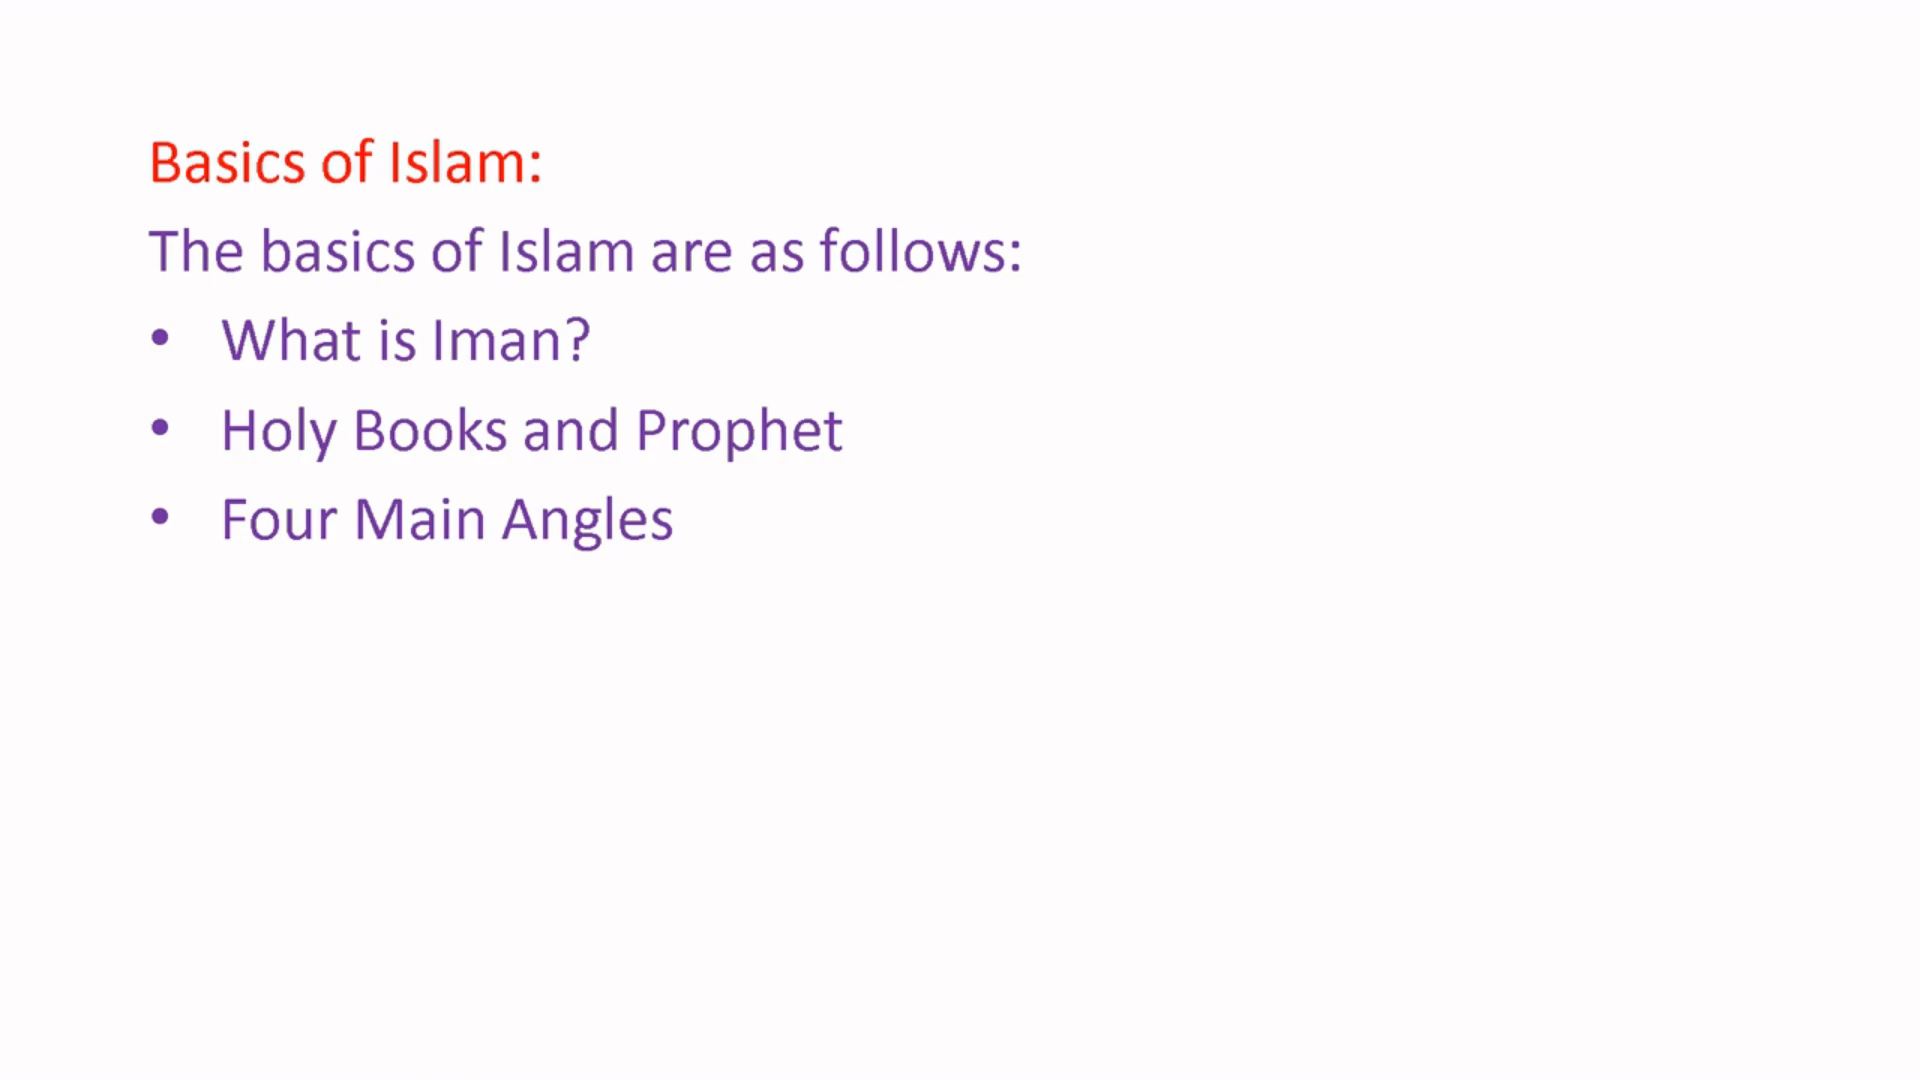 Basics of Islam:
The basics of Islam are as follows:
• What is Iman?
• Holy Books and Prophet
• Four Main Angles